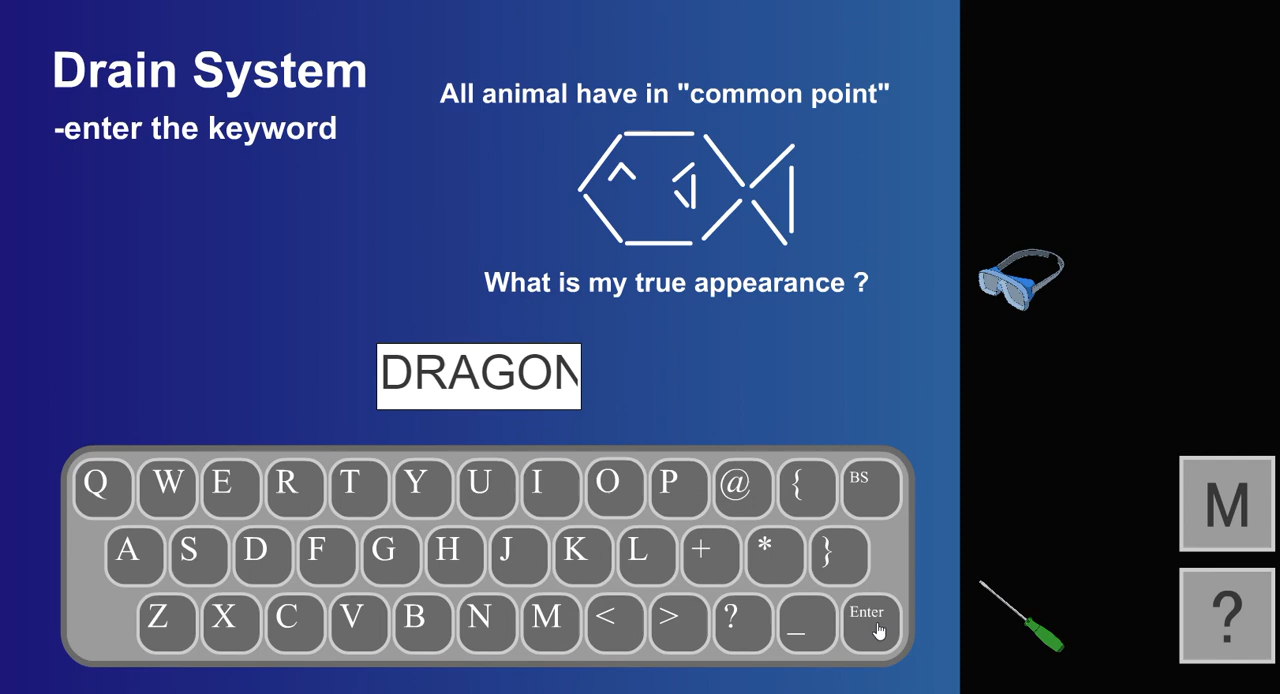 Drain System
-enter the keyword
All animal have in "common point"
What is my true appearance ?
DRAGON
Q W E R T Y U I O P @ { BS
A S D F G H J K L + * }
Z X C V B N M < > ? _ Enter
M
?